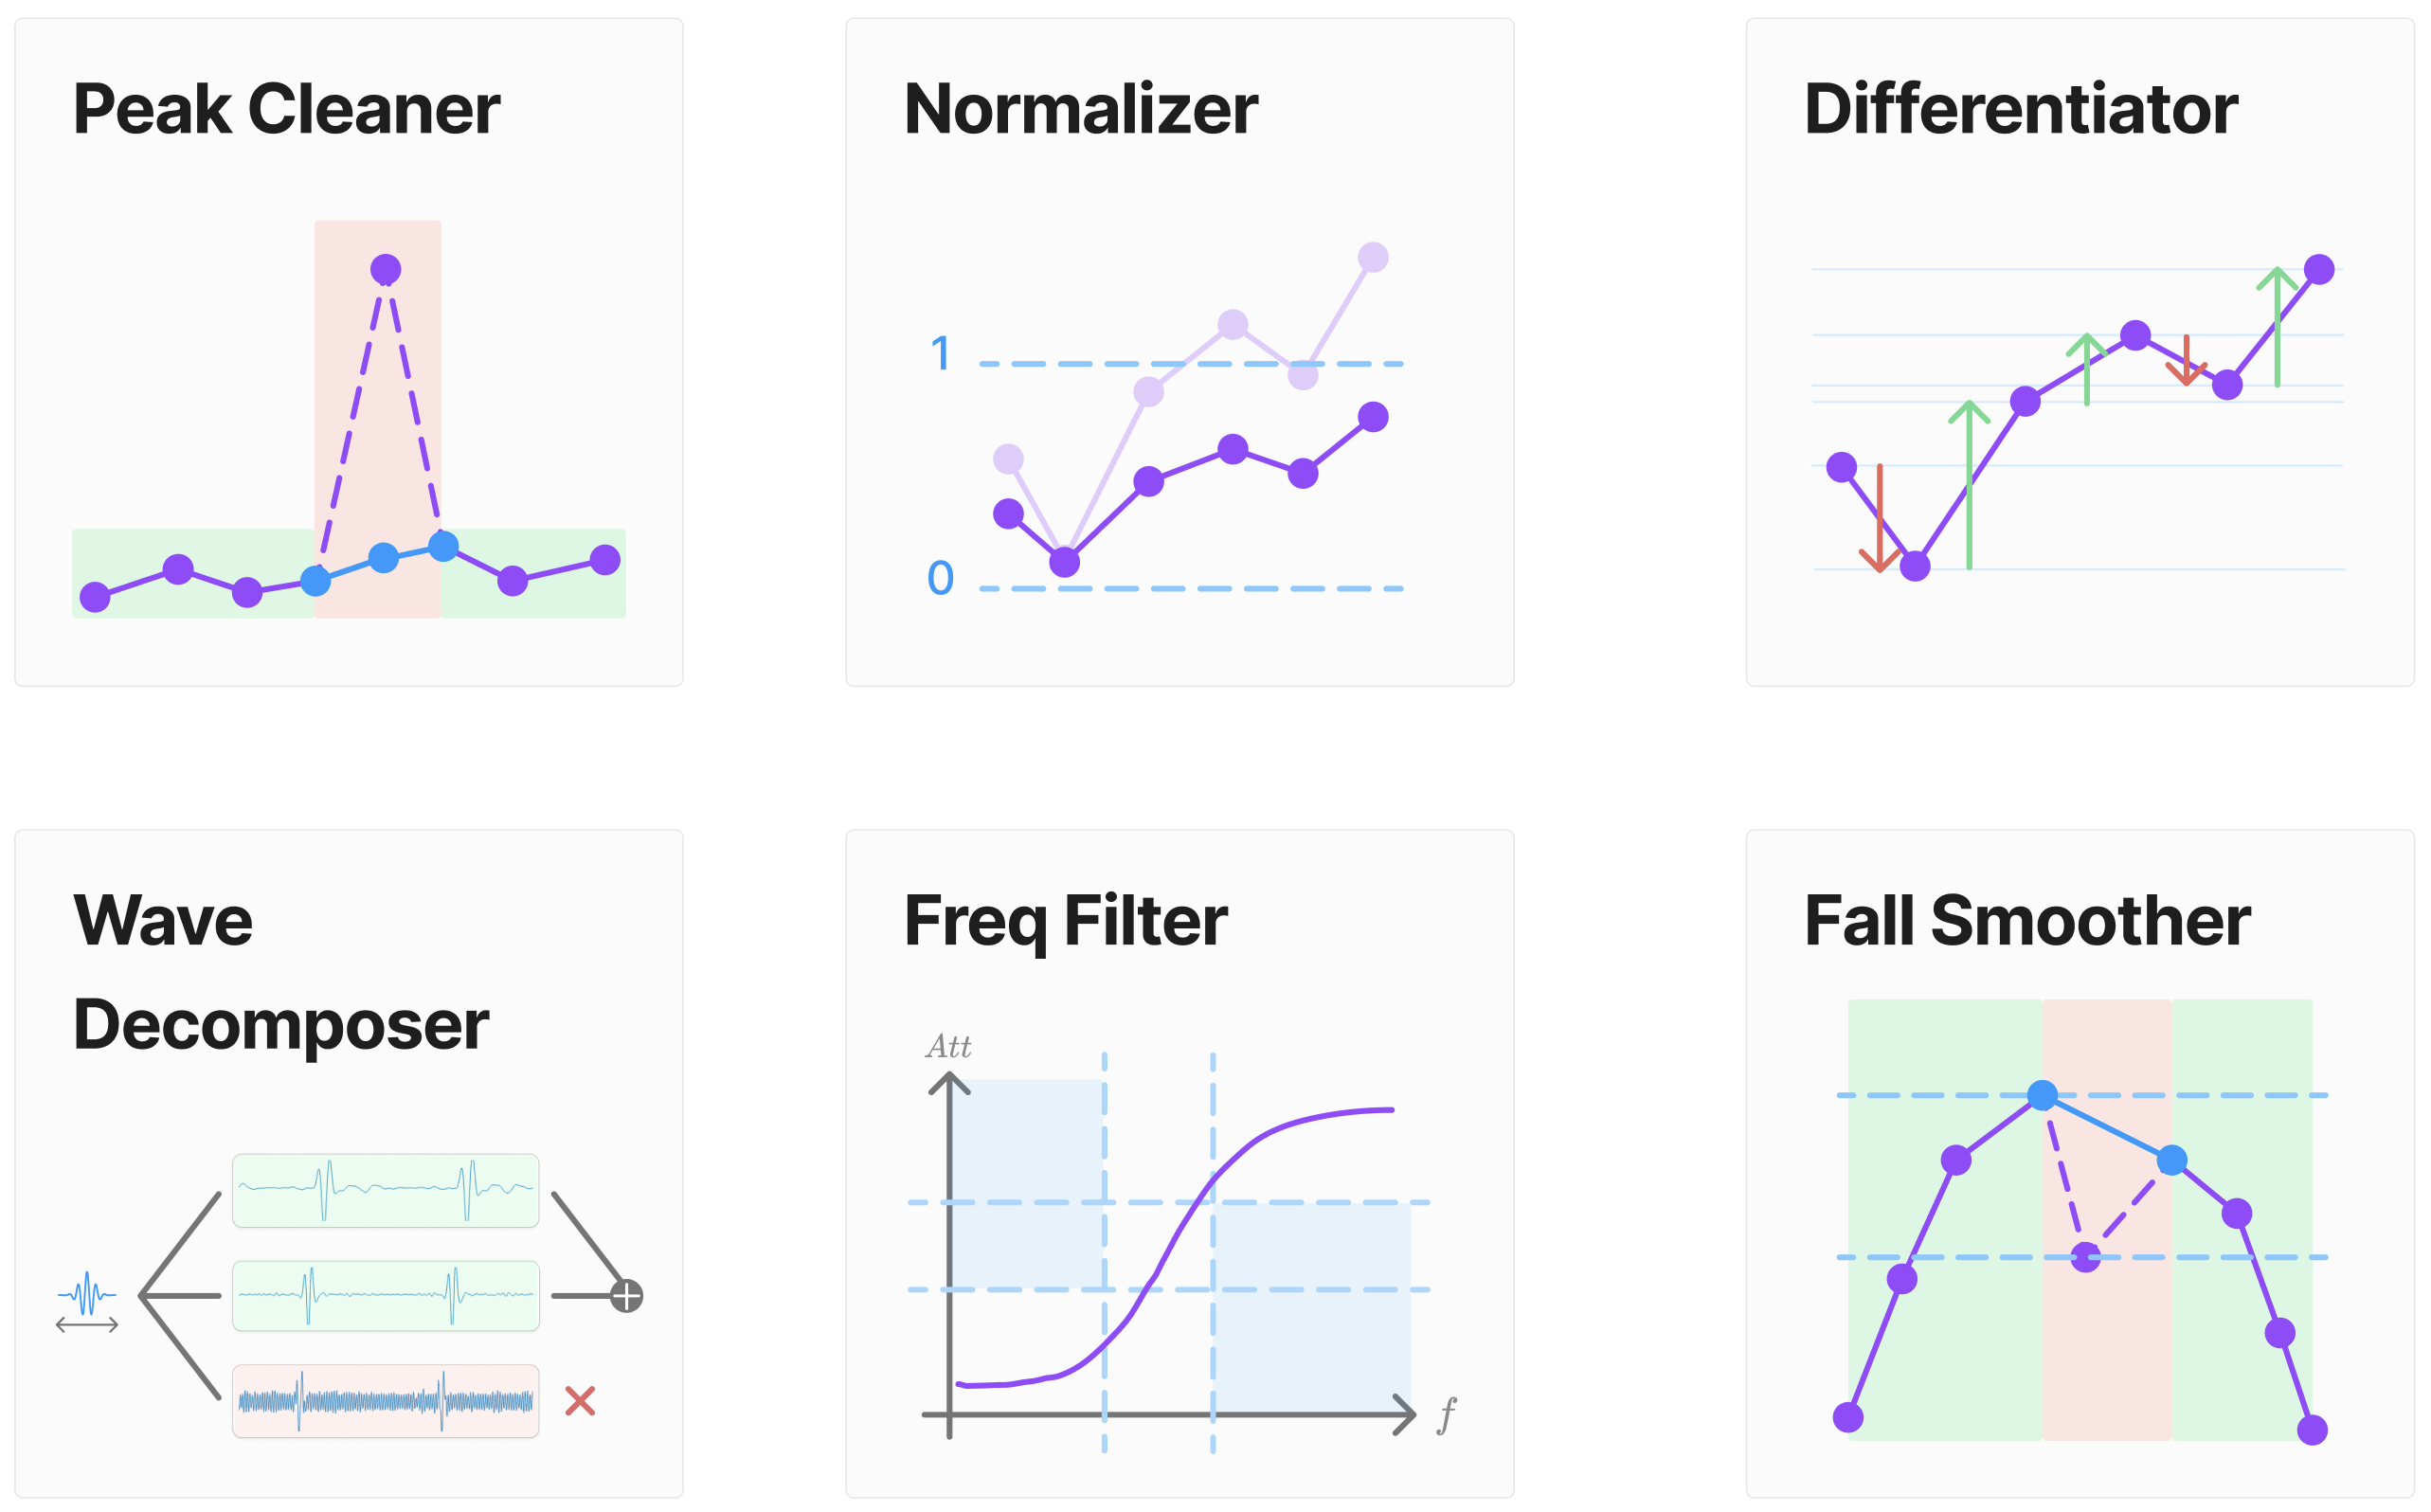 Peak Cleaner
Normalizer
Differentiator
1
0
Wave
Decomposer
Freq Filter
Att
f
Fall Smoother